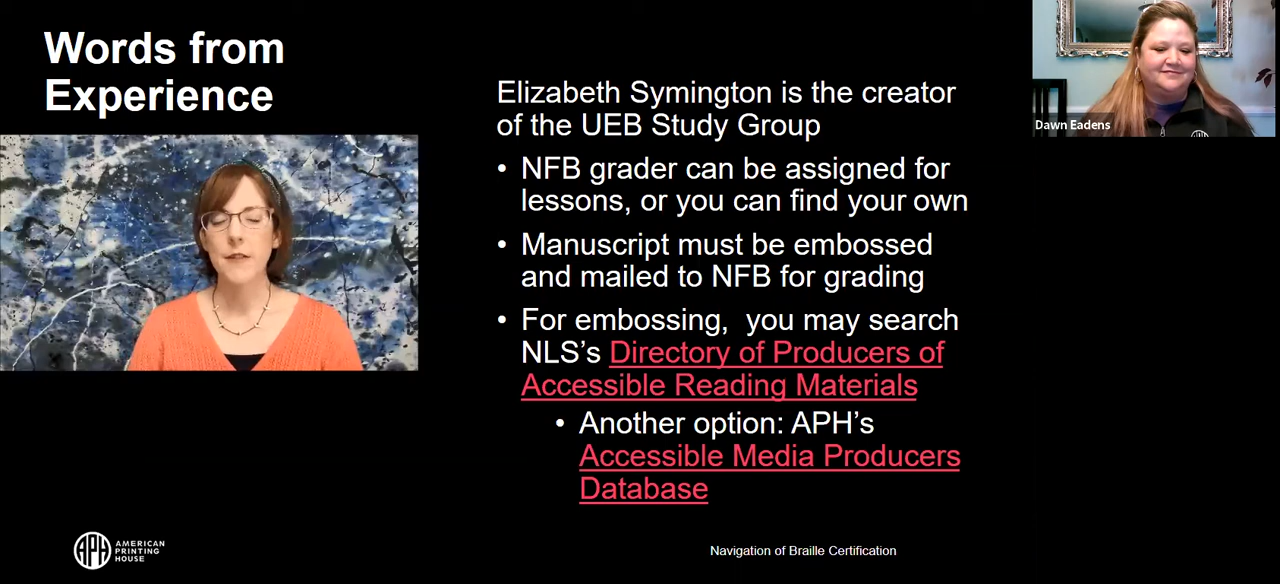 Words from
Experience
Elizabeth Symington is the creator
of the UEB Study Group
• NFB grader can be assigned for
lessons, or you can find your own
• Manuscript must be embossed
and mailed to NFB for grading
• For embossing, you may search
NLS’s Directory of Producers of
Accessible Reading Materials
• Another option: APH’s
Accessible Media Producers
Database
Dawn Eadens
APH
AMERICAN
PRINTING
HOUSE
Navigation of Braille Certification